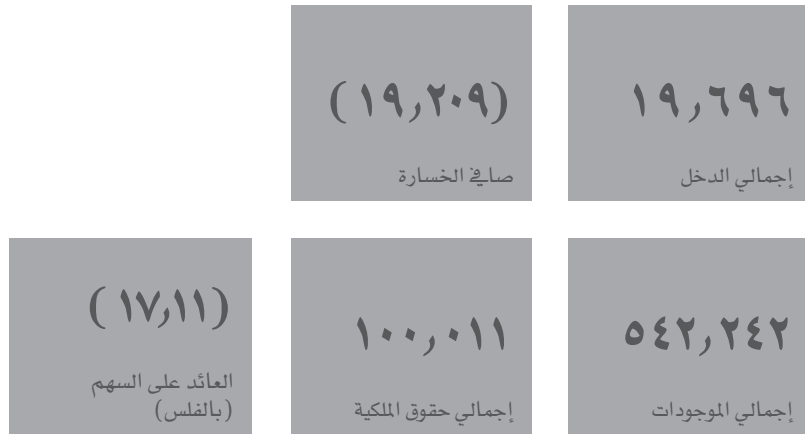 ١٩,٦٩٦
إجمالي الدخل
(١٩,٢٠٩)
صافي الخسارة
٥٤٢,٢٤٢
إجمالي الموجودات
١٠٠,٠١١
إجمالي حقوق الملكية
(١٧,١١)
العائد على السهم
(بالفلس)